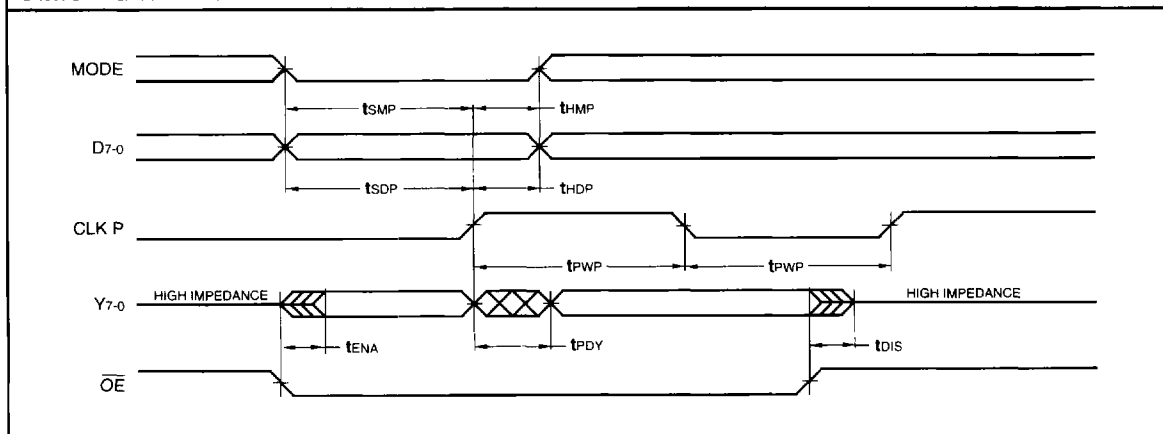 MODE
tSMP tHMP
D7-0
tSDP tHDP
CLK P
tPWP tPWP
Y7-0 HIGH IMPEDANCE HIGH IMPEDANCE
tENA tPDY tDIS
OE